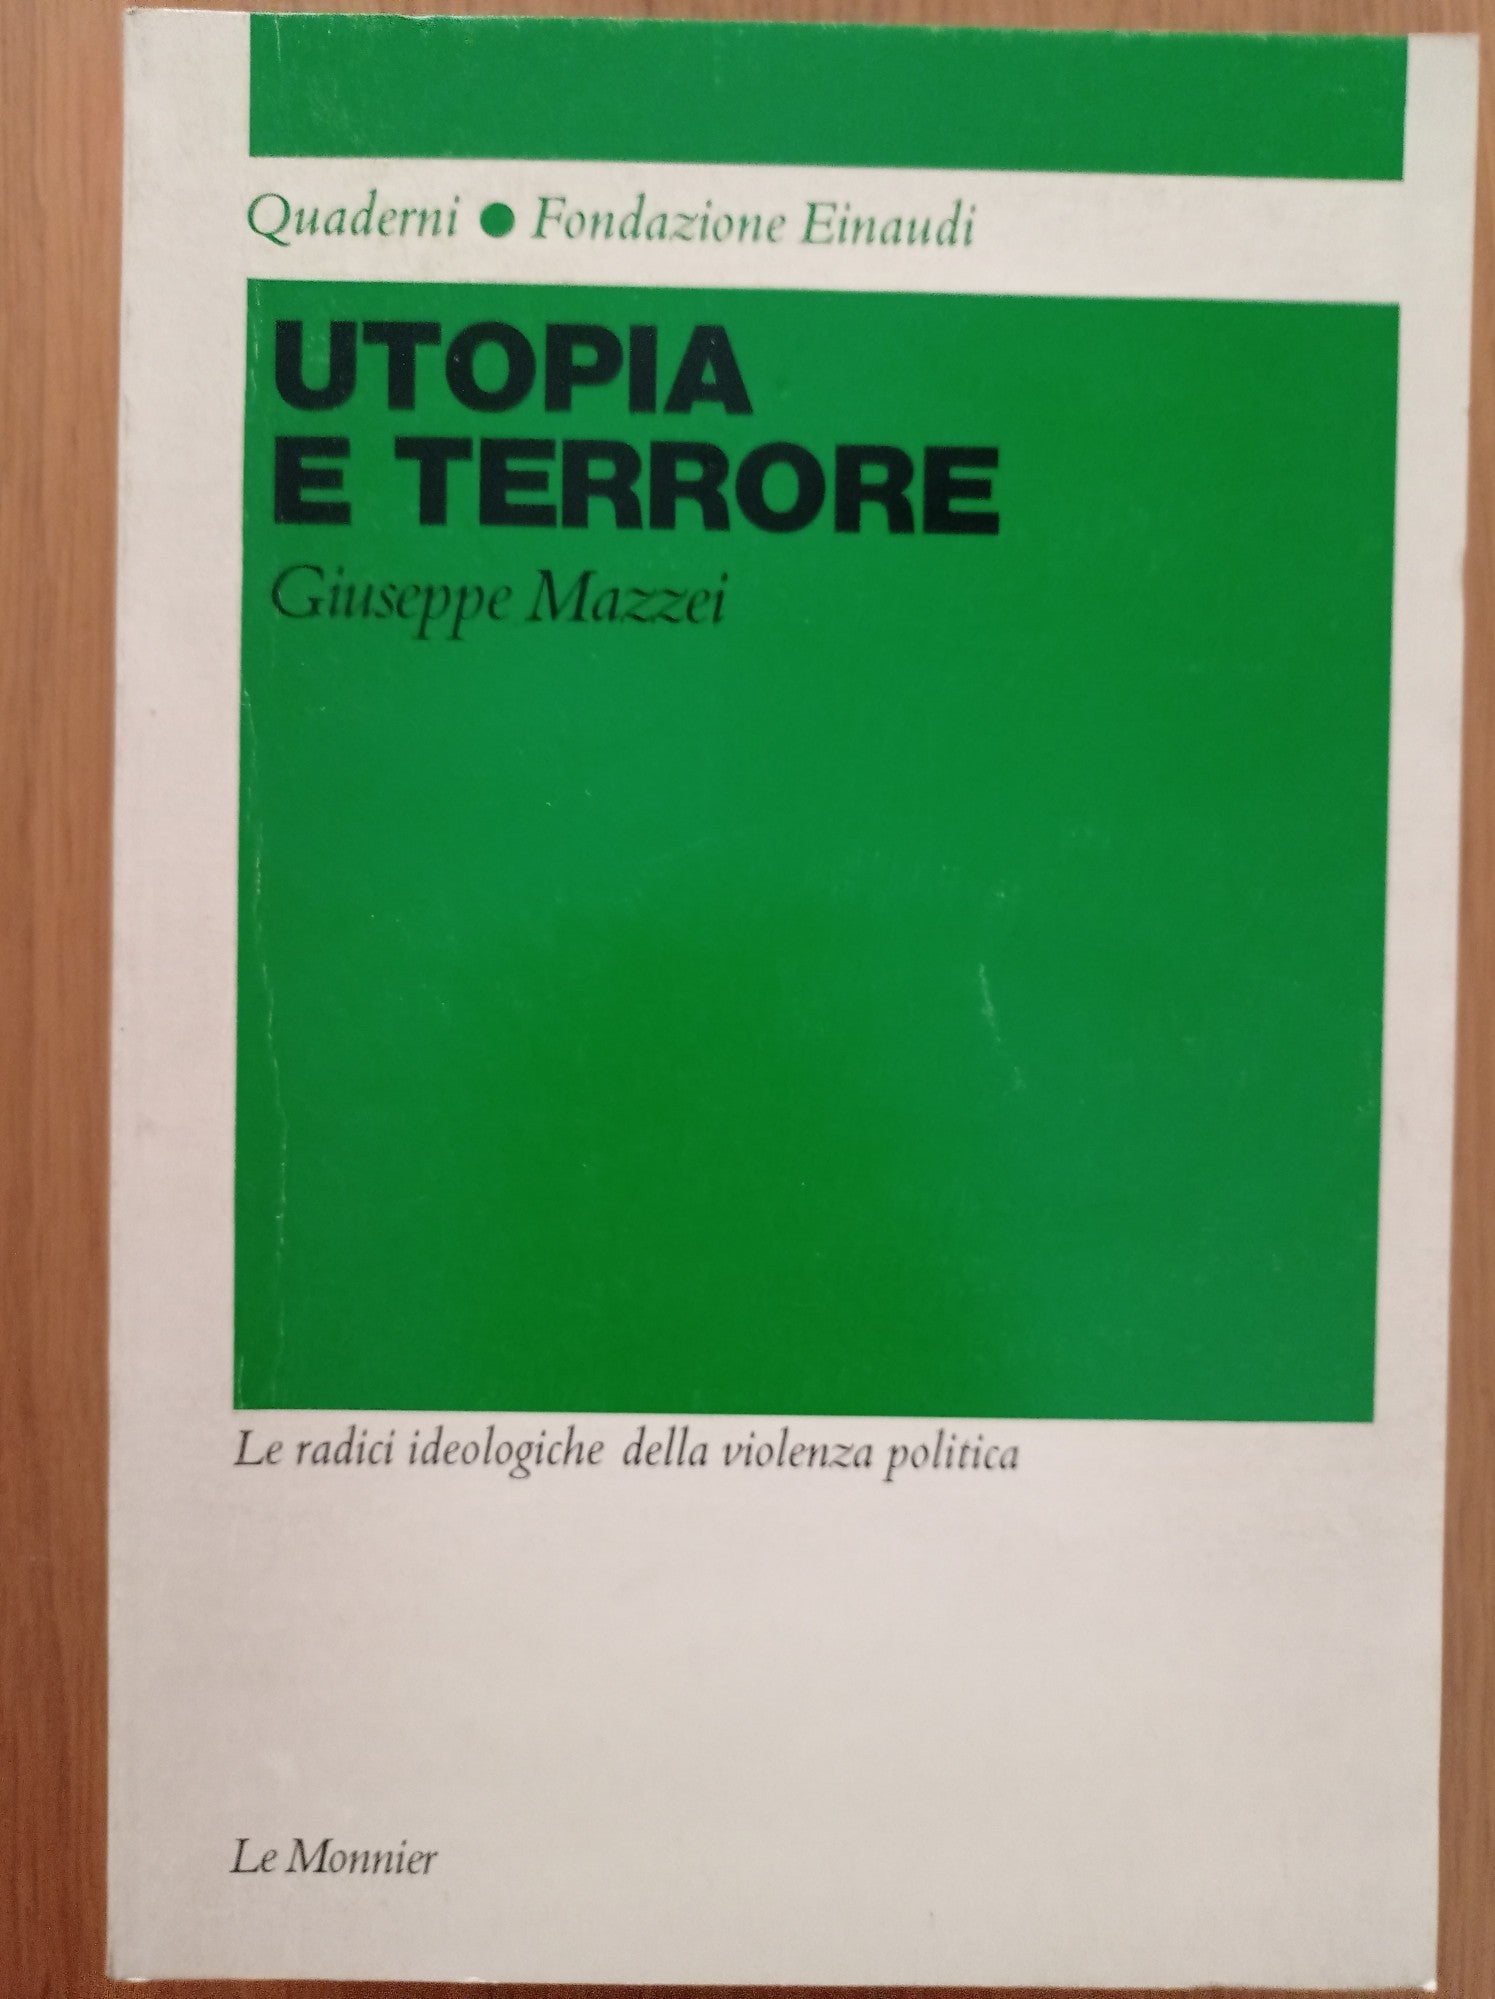 Quaderni ● Fondazione Einaudi
UTOPIA
E TERRORE
Giuseppe Mazzei
Le radici ideologiche della violenza politica
Le Monnier